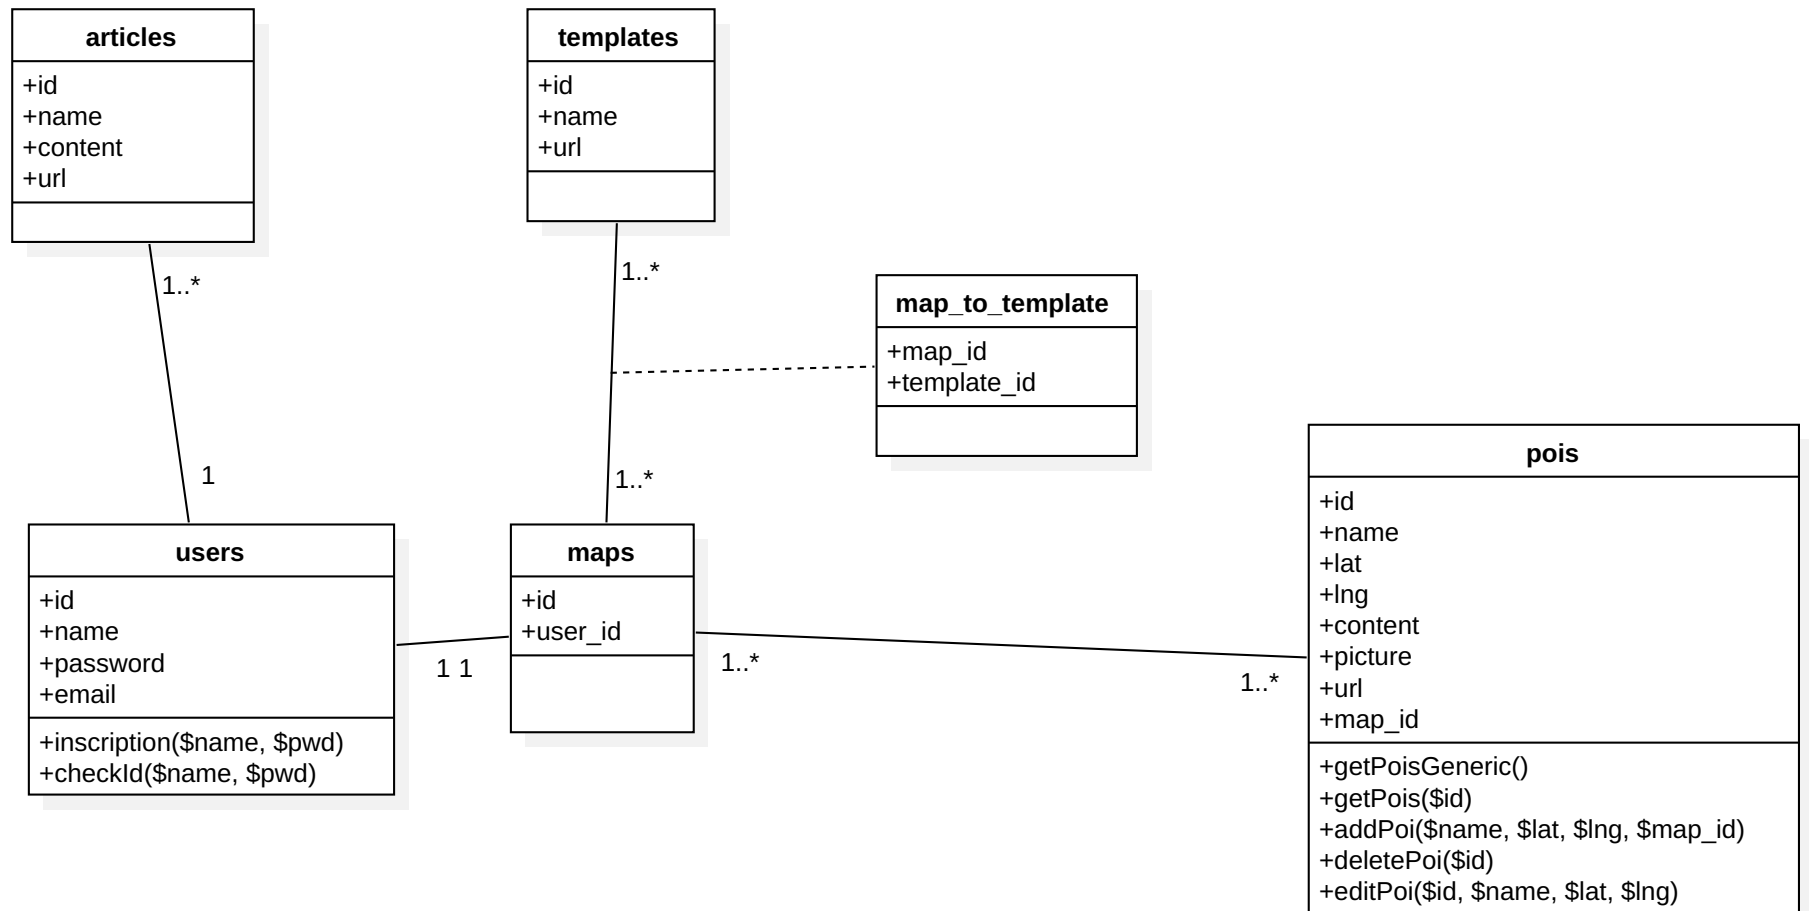 articles
+id
+name
+content
+url
templates
+id
+name
+url
1..*
1..*
map_to_template
+map_id
+template_id
1
1..*
pois
+id
+name
+lat
+lng
+content
+picture
+url
+map_id
+getPoisGeneric()
+getPois($id)
+addPoi($name, $lat, $lng, $map_id)
+deletePoi($id)
+editPoi($id, $name, $lat, $lng)
users
+id
+name
+password
+email
+inscription($name, $pwd)
+checkId($name, $pwd)
1 1
maps
+id
+user_id
1..*
1..*